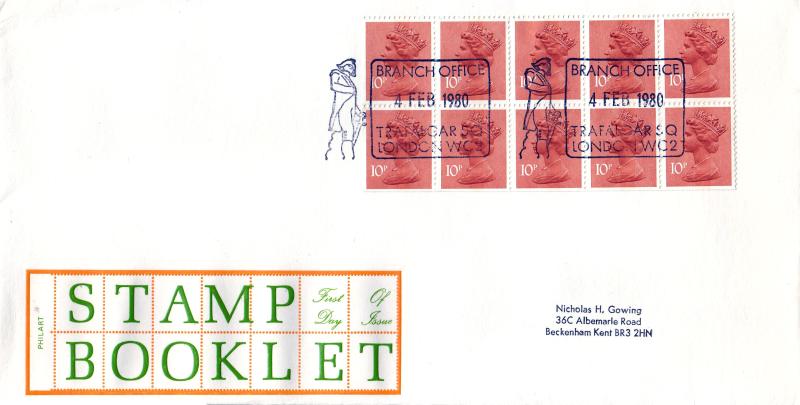 BRANCH OFFICE
4 FEB 1980
TRAFALGAR SQ
LONDON WC2
BRANCH OFFICE
4 FEB 1980
TRAFALGAR SQ
LONDON WC2
10P 10P 10P 10P 10P
10P 10P 10P 10P 10P
PHILART
STAMP First Day Of Issue
BOOKLET
Nicholas H, Gowing
36C Albemarle Road
Beckenham Kent BR3 2HN